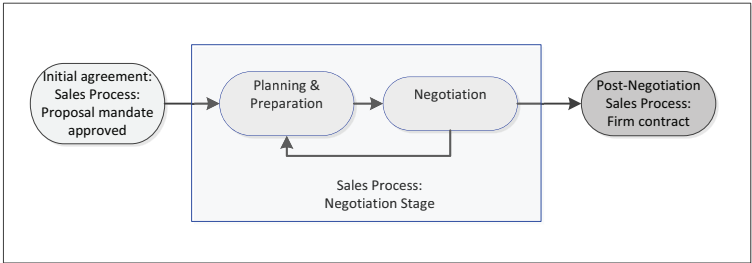 Initial agreement:
Sales Process:
Proposal mandate
approved
Planning &
Preparation
Negotiation
Post-Negotiation
Sales Process:
Firm contract
Sales Process:
Negotiation Stage